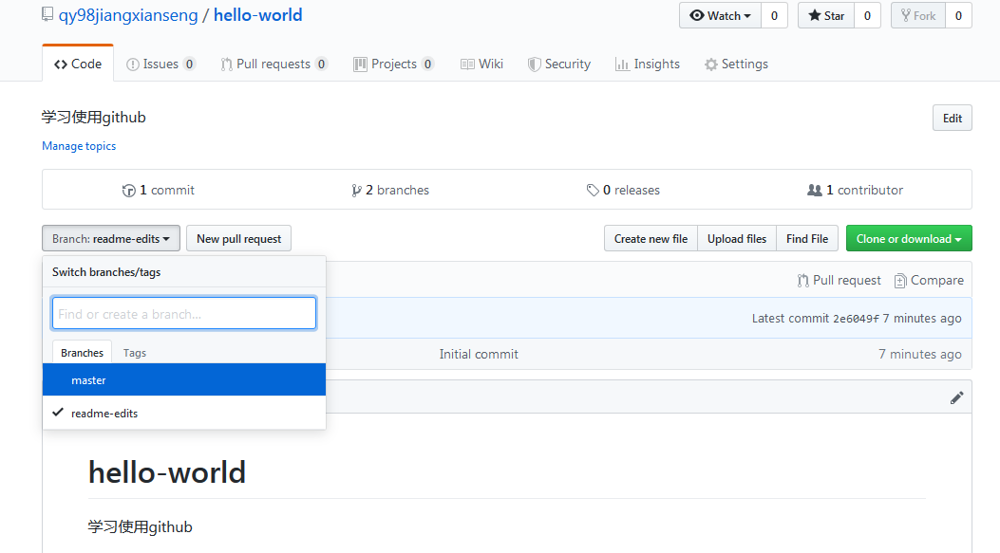 qy98jiangxianseng / hello-world
Watch 0 Star 0 Fork 0
Code Issues 0 Pull requests 0 Projects 0 Wiki Security Insights Settings
学习使用github
Edit
Manage topics
1 commit 2 branches 0 releases 1 contributor
Branch: readme-edits New pull request Create new file Upload files Find File Clone or download
Switch branches/tags
Pull request Compare
Find or create a branch...
Latest commit 2e6049f 7 minutes ago
Branches Tags
Initial commit 7 minutes ago
master
readme-edits
hello-world
学习使用github